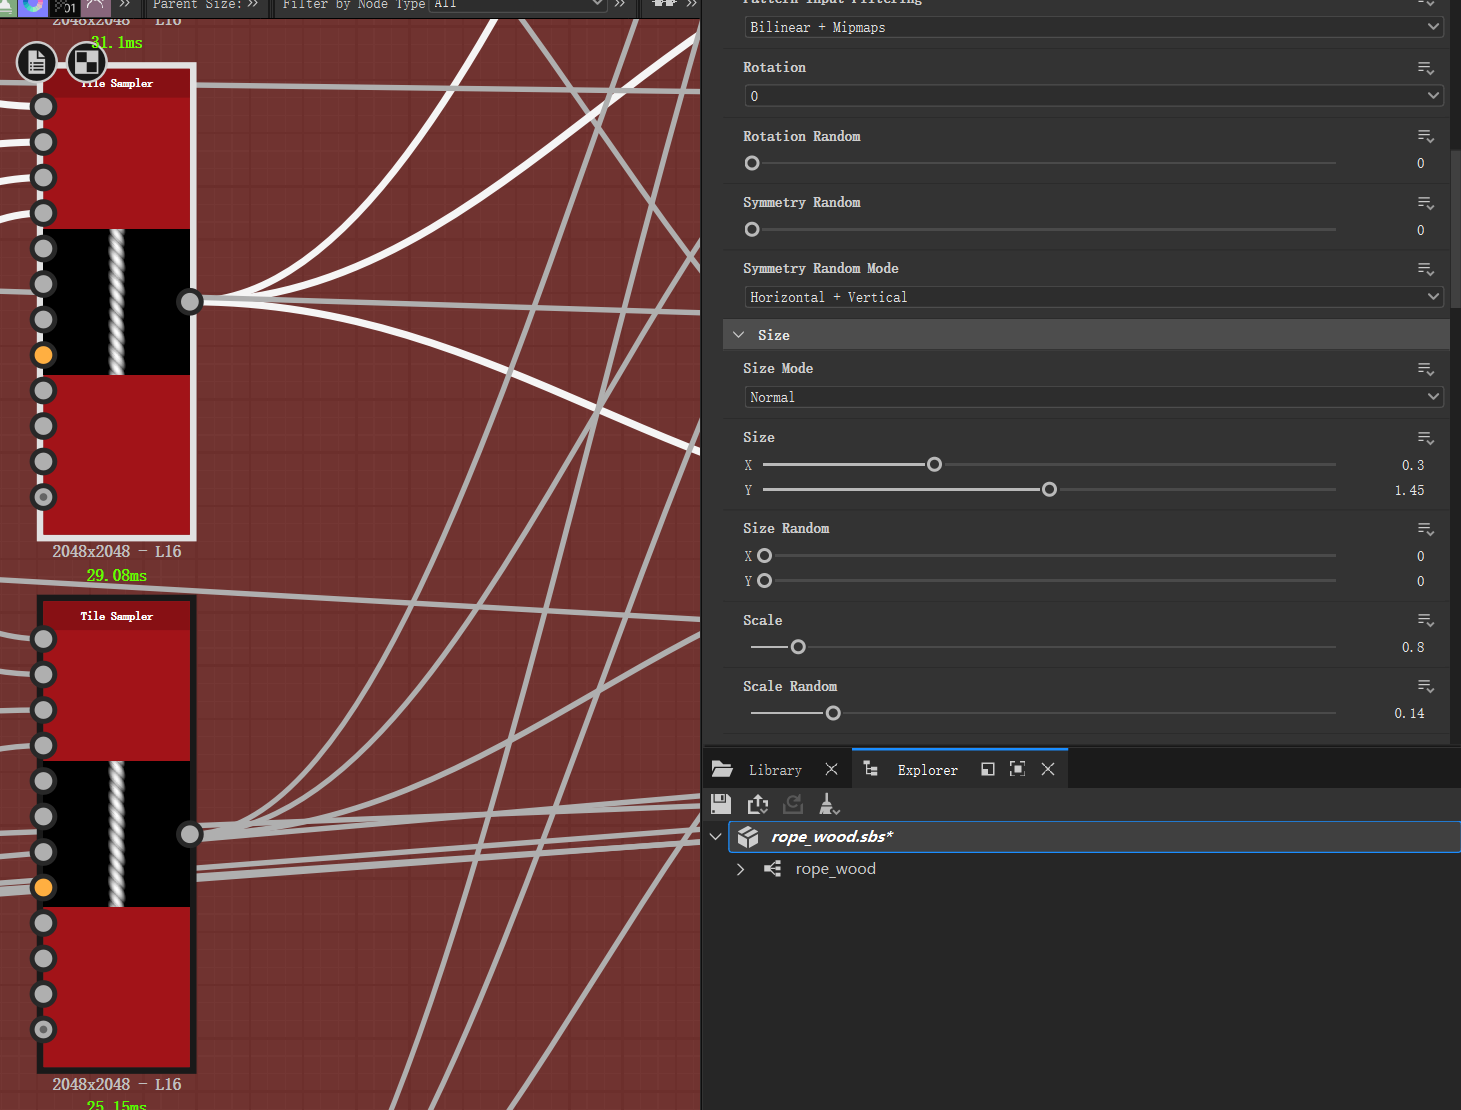 01
Parent Size:
Filter by Node Type
All
2048x2048 - L16
31.1ms
Tile Sampler
2048x2048 - L16
29.08ms
Tile Sampler
2048x2048 - L16
25.15ms
Pattern Input Filtering
Bilinear + Mipmaps
Rotation
0
Rotation Random
0
Symmetry Random
0
Symmetry Random Mode
Horizontal + Vertical
Size
Size Mode
Normal
Size
X 0.3
Y 1.45
Size Random
X 0
Y 0
Scale
0.8
Scale Random
0.14
Library
Explorer
rope_wood.sbs*
rope_wood